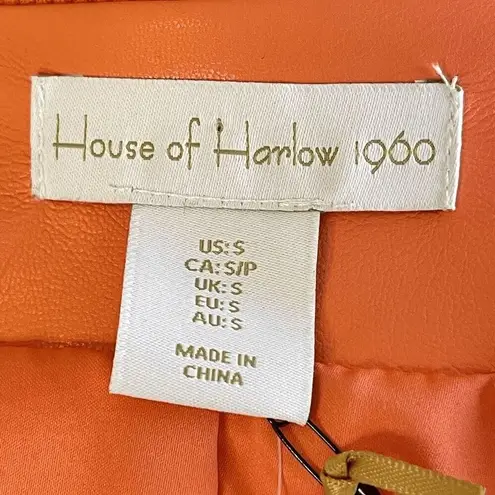 House of Harlow 1960
US: S
CA: S/P
UK: S
EU: S
AU: S
MADE IN
CHINA